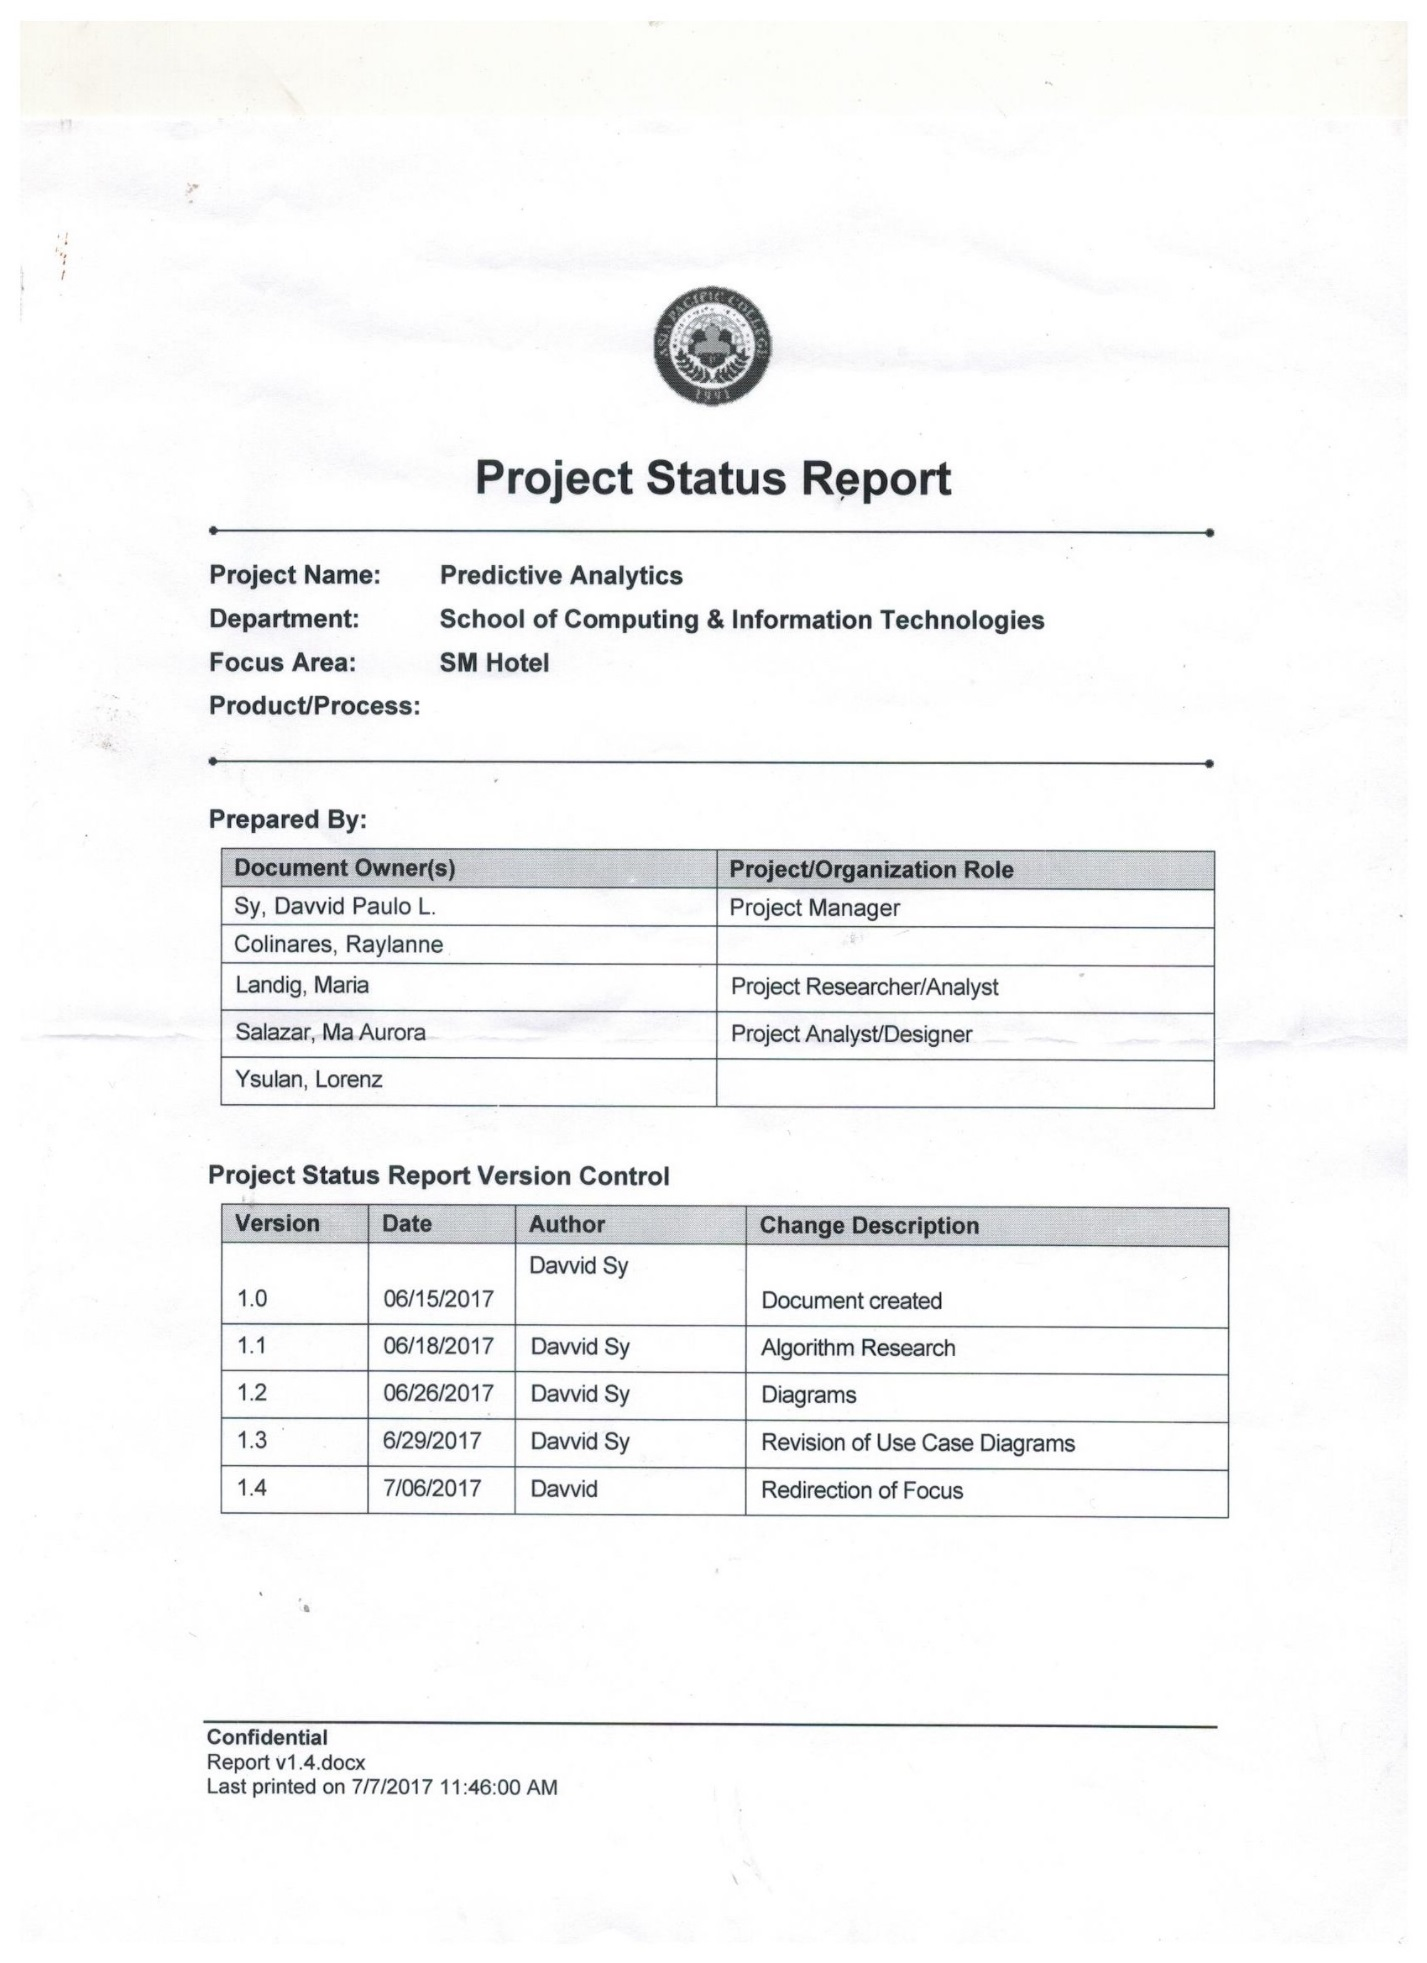 ASIA PACIFIC COLLEGE
1991
Project Status Report
Project Name: Predictive Analytics
Department: School of Computing & Information Technologies
Focus Area: SM Hotel
Product/Process:
Prepared By:
Document Owner(s) Project/Organization Role
Sy, Davvid Paulo L. Project Manager
Colinares, Raylanne
Landig, Maria Project Researcher/Analyst
Salazar, Ma Aurora Project Analyst/Designer
Ysulan, Lorenz
Project Status Report Version Control
Version Date Author Change Description
1.0 06/15/2017 Davvid Sy Document created
1.1 06/18/2017 Davvid Sy Algorithm Research
1.2 06/26/2017 Davvid Sy Diagrams
1.3 6/29/2017 Davvid Sy Revision of Use Case Diagrams
1.4 7/06/2017 Davvid Redirection of Focus
Confidential
Report v1.4.docx
Last printed on 7/7/2017 11:46:00 AM